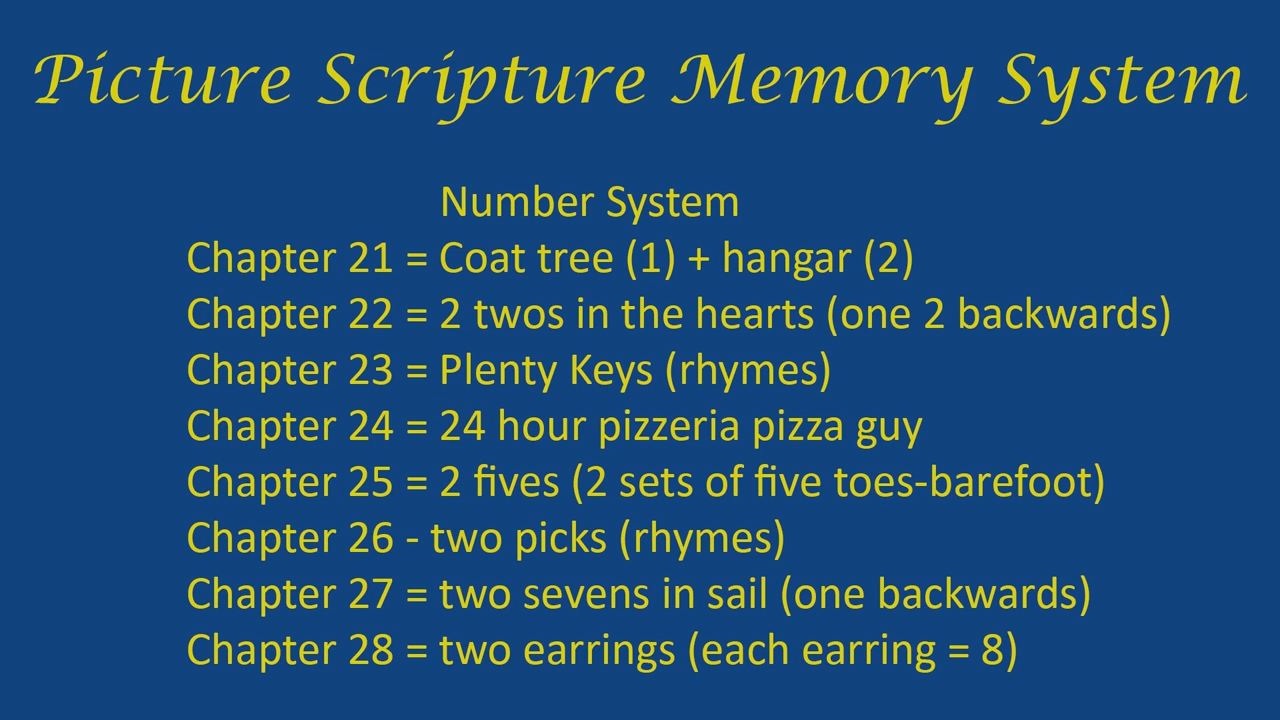 Picture Scripture Memory System
Number System
Chapter 21 = Coat tree (1) + hangar (2)
Chapter 22 = 2 twos in the hearts (one 2 backwards)
Chapter 23 = Plenty Keys (rhymes)
Chapter 24 = 24 hour pizzeria pizza guy
Chapter 25 = 2 fives (2 sets of five toes-barefoot)
Chapter 26 - two picks (rhymes)
Chapter 27 = two sevens in sail (one backwards)
Chapter 28 = two earrings (each earring = 8)